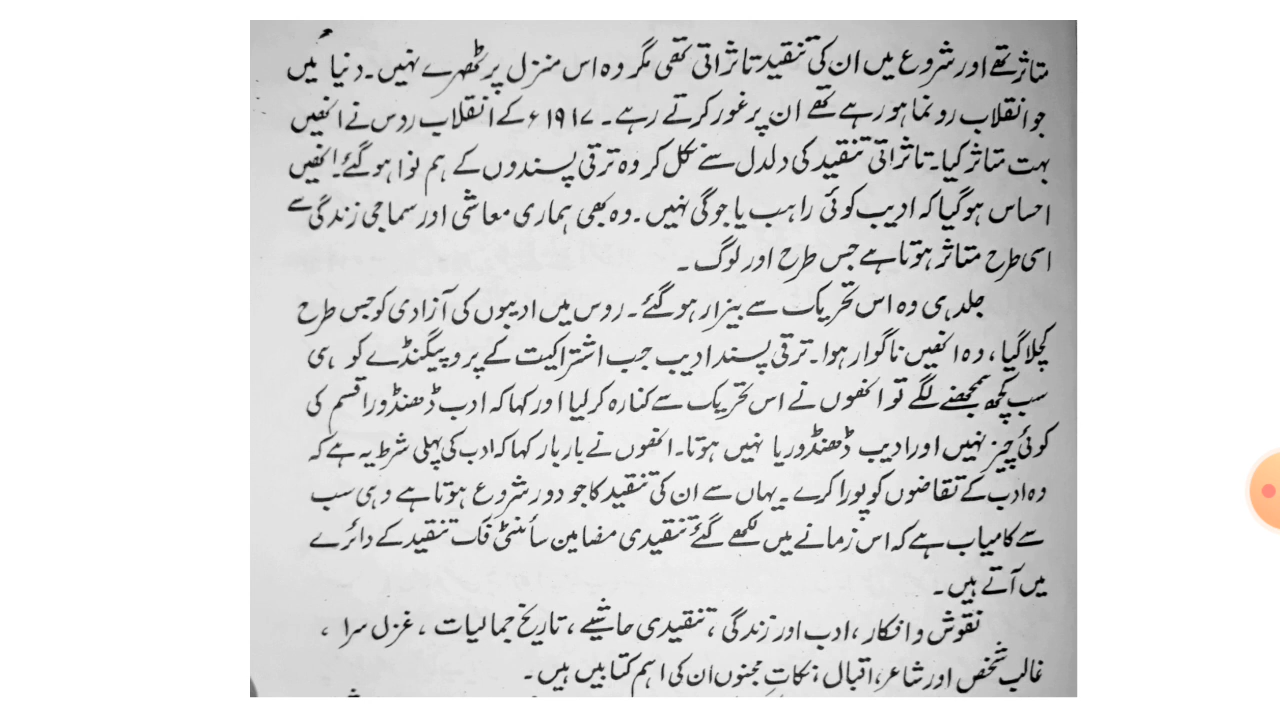 متاثر تھے اور شروع میں ان کی تنقید تاثراتی تھی مگر وہ اس منزل پر ٹھہرے نہیں۔ دنیا میں
جو انقلاب رونما ہو رہے تھے ان پر غور کرتے رہے۔ ۱۹۱۷ء کے انقلاب روس نے انھیں
بہت متاثر کیا۔ تاثراتی تنقید کی دلدل سے نکل کر وہ ترقی پسندوں کے ہم نوا ہو گئے۔ انھیں
احساس ہو گیا کہ ادیب کوئی راہب یا جوگی نہیں۔ وہ بھی ہماری معاشی اور سماجی زندگی سے
اسی طرح متاثر ہوتا ہے جس طرح اور لوگ۔
جلد ہی وہ اس تحریک سے بیزار ہو گئے۔ روس میں ادیبوں کی آزادی کو جس طرح
کچلا گیا، وہ انھیں ناگوار ہوا۔ ترقی پسند ادیب جب اشتراکیت کے پروپیگنڈے کو ہی
سب کچھ سمجھنے لگے تو انھوں نے اس تحریک سے کنارہ کر لیا اور کہا کہ ادب ڈھنڈورا قسم کی
کوئی چیز نہیں اور ادیب ڈھنڈوریا نہیں ہوتا۔ انھوں نے بار بار کہا کہ ادب کی پہلی شرط یہ ہے کہ
وہ ادب کے تقاضوں کو پورا کرے۔ یہاں سے ان کی تنقید کا جو دور شروع ہوتا ہے وہی سب
سے کامیاب ہے کہ اس زمانے میں لکھے گئے تنقیدی مضامین سائنٹی فک تنقید کے دائرے
میں آتے ہیں۔
نقوش و افکار، ادب اور زندگی، تنقیدی حاشیے، تاریخ جمالیات، غزل سرا،
غالب شخص اور شاعر، اقبال، نکاتِ مجنوں ان کی اہم کتابیں ہیں۔